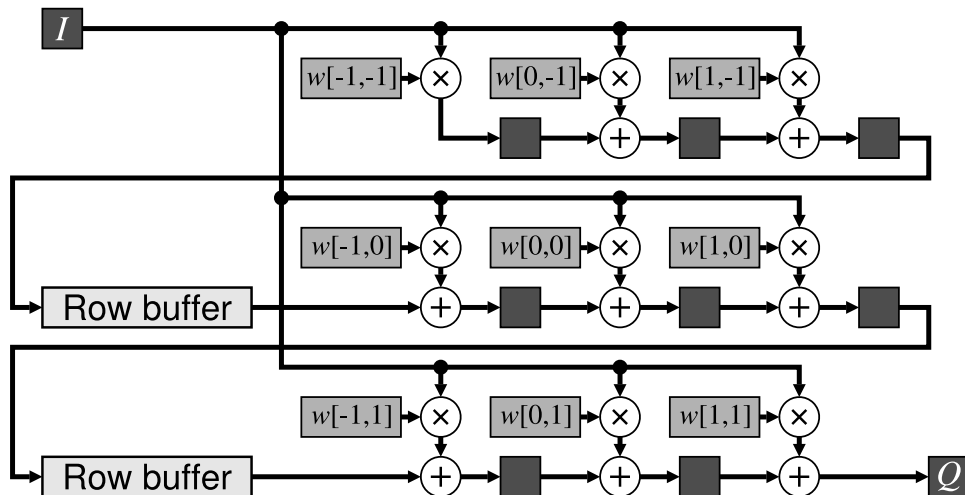 I
w[-1,-1] × w[0,-1] × w[1,-1] ×
+ +
w[-1,0] × w[0,0] × w[1,0] ×
Row buffer + + +
w[-1,1] × w[0,1] × w[1,1] ×
Row buffer + + + Q